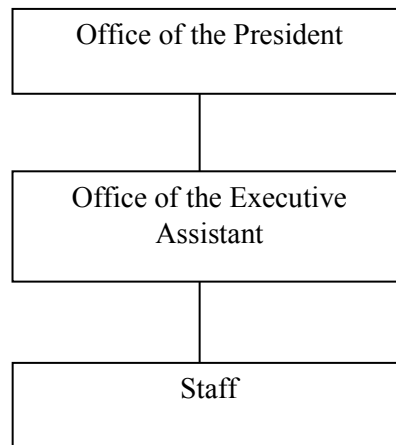 Office of the President
Office of the Executive
Assistant
Staff